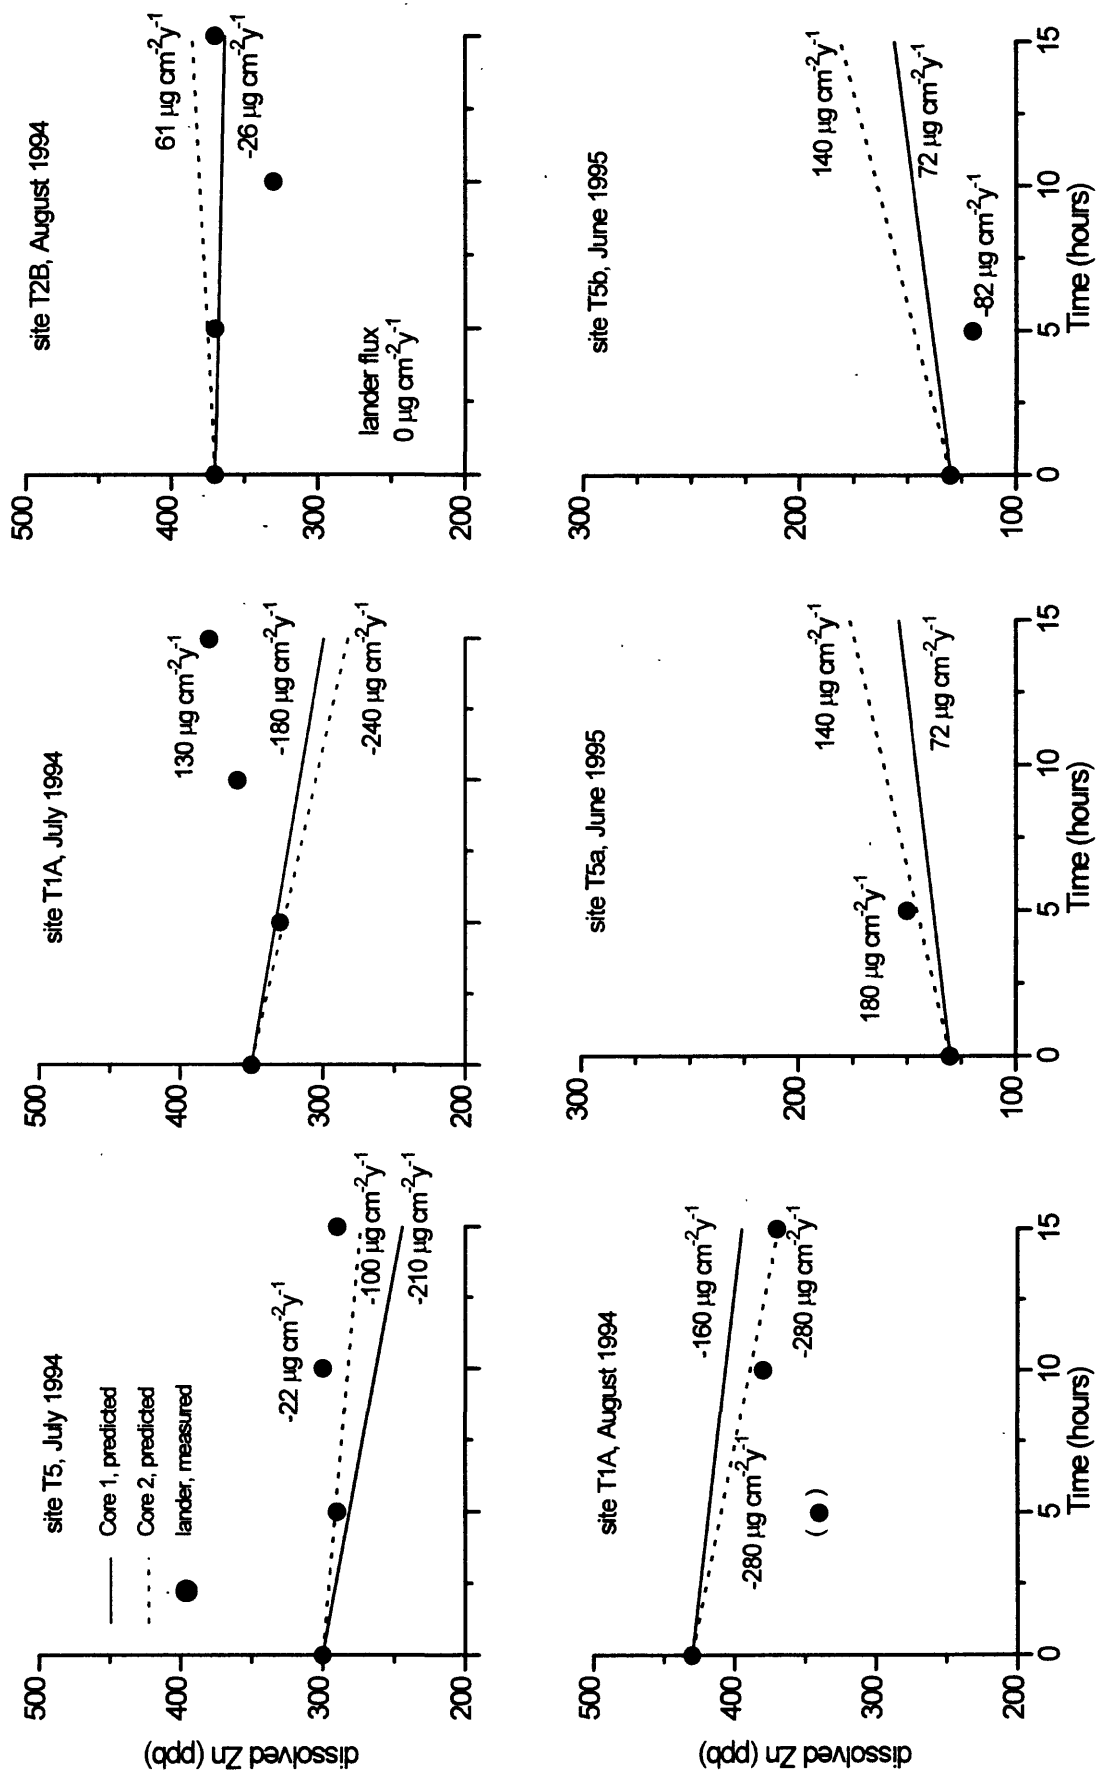 site T5, July 1994
Core 1, predicted
Core 2, predicted
lander, measured
500
400
300
200
dissolved Zn (ppb)
-22 µg cm-2y-1
-100 µg cm-2y-1
-210 µg cm-2y-1
site T1A, July 1994
500
400
300
200
130 µg cm-2y-1
-180 µg cm-2y-1
-240 µg cm-2y-1
site T2B, August 1994
500
400
300
200
61 µg cm-2y-1
-26 µg cm-2y-1
lander flux
0 µg cm-2y-1
site T1A, August 1994
500
400
300
200
dissolved Zn (ppb)
-160 µg cm-2y-1
-280 µg cm-2y-1
-280 µg cm-2y-1
( )
0 5 10 15
Time (hours)
site T5a, June 1995
300
200
100
140 µg cm-2y-1
180 µg cm-2y-1
72 µg cm-2y-1
0 5 10 15
Time (hours)
site T5b, June 1995
300
200
100
140 µg cm-2y-1
72 µg cm-2y-1
-82 µg cm-2y-1
0 5 10 15
Time (hours)